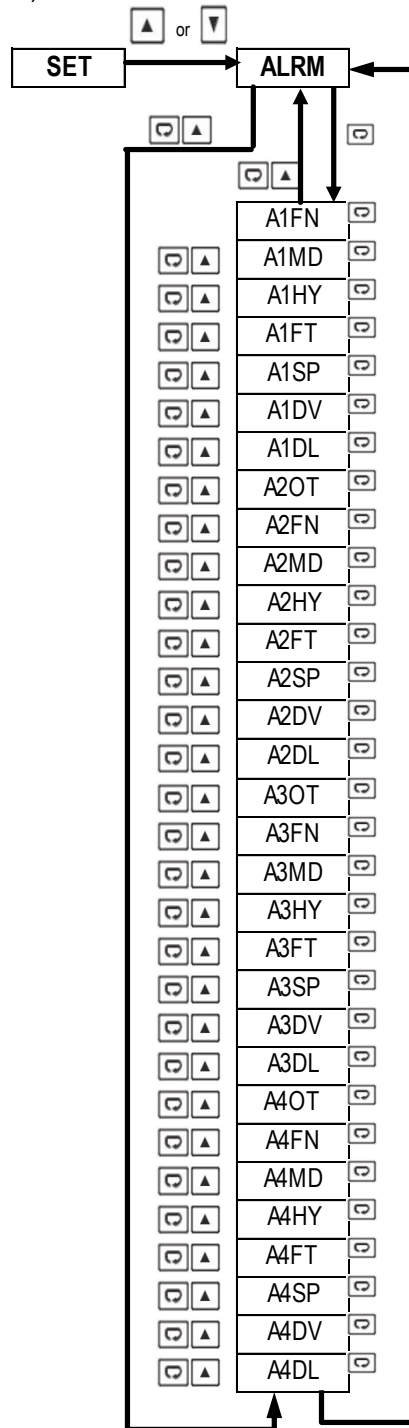 or
SET
ALRM
A1FN
A1MD
A1HY
A1FT
A1SP
A1DV
A1DL
A2OT
A2FN
A2MD
A2HY
A2FT
A2SP
A2DV
A2DL
A3OT
A3FN
A3MD
A3HY
A3FT
A3SP
A3DV
A3DL
A4OT
A4FN
A4MD
A4HY
A4FT
A4SP
A4DV
A4DL